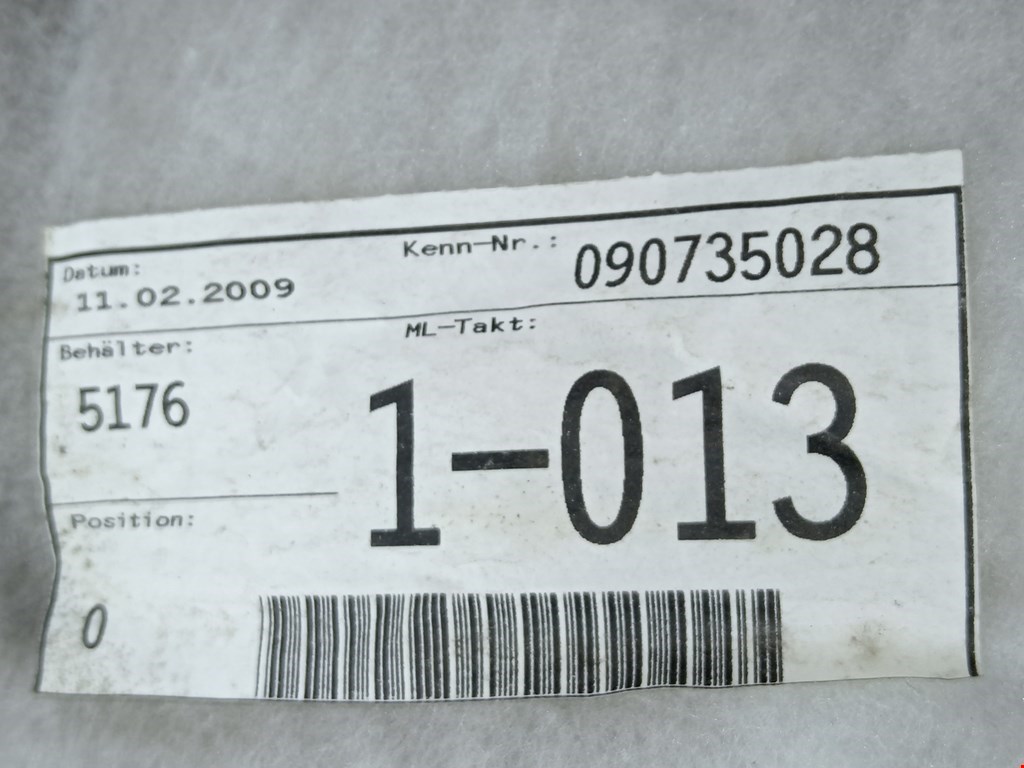 Datum:
11.02.2009
Kenn-Nr.: 090735028
Behälter:
5176
ML-Takt:
1-013
Position:
0